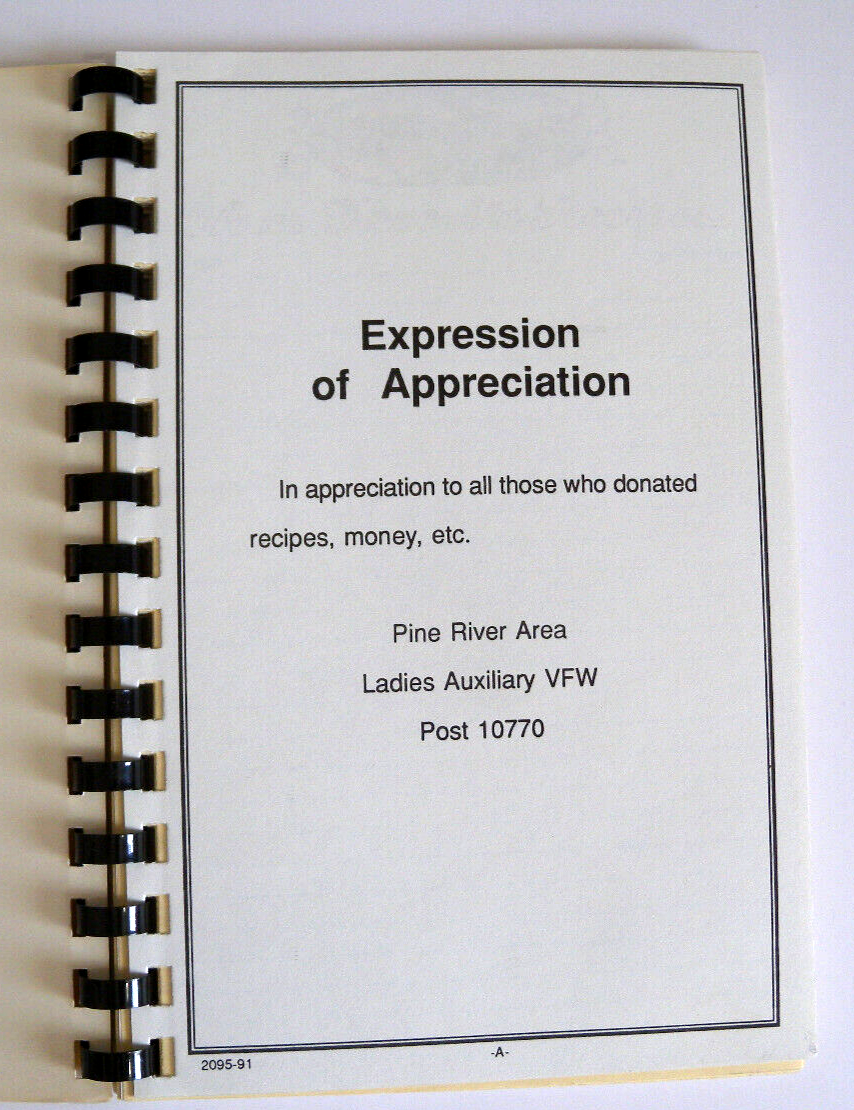 Expression
of Appreciation
In appreciation to all those who donated
recipes, money, etc.
Pine River Area
Ladies Auxiliary VFW
Post 10770
2095-91
-A-